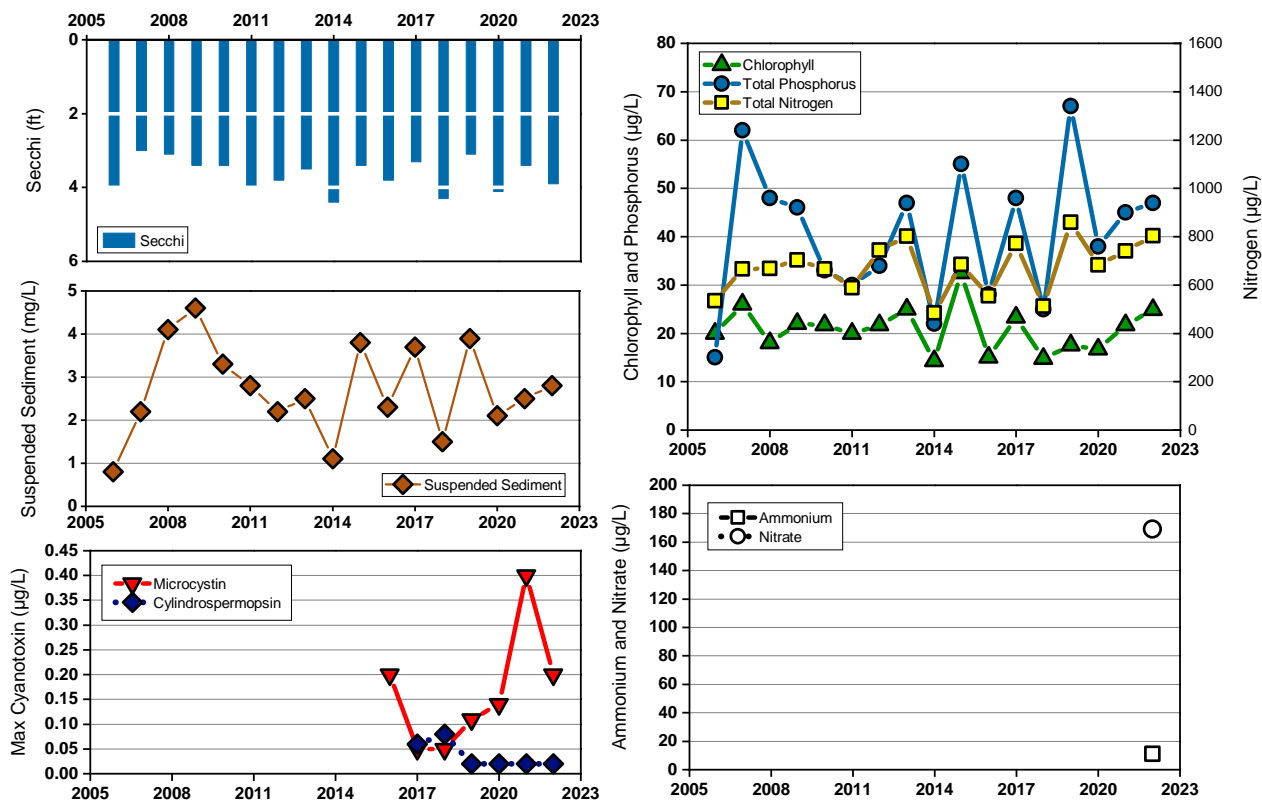 2005 2008 2011 2014 2017 2020 2023
0
2
4
6
Secchi (ft)
Secchi
5
4
3
2
1
0
Suspended Sediment (mg/L)
Suspended Sediment
2005 2008 2011 2014 2017 2020 2023
0.45
0.40
0.35
0.30
0.25
0.20
0.15
0.10
0.05
0.00
Max Cyanotoxin (µg/L)
Microcystin
Cylindrospermopsin
2005 2008 2011 2014 2017 2020 2023
80
70
60
50
40
30
20
10
0
Chlorophyll and Phosphorus (µg/L)
Chlorophyll
Total Phosphorus
Total Nitrogen
1600
1400
1200
1000
800
600
400
200
0
Nitrogen (µg/L)
2005 2008 2011 2014 2017 2020 2023
200
180
160
140
120
100
80
60
40
20
0
Ammonium and Nitrate (µg/L)
Ammonium
Nitrate
2005 2008 2011 2014 2017 2020 2023